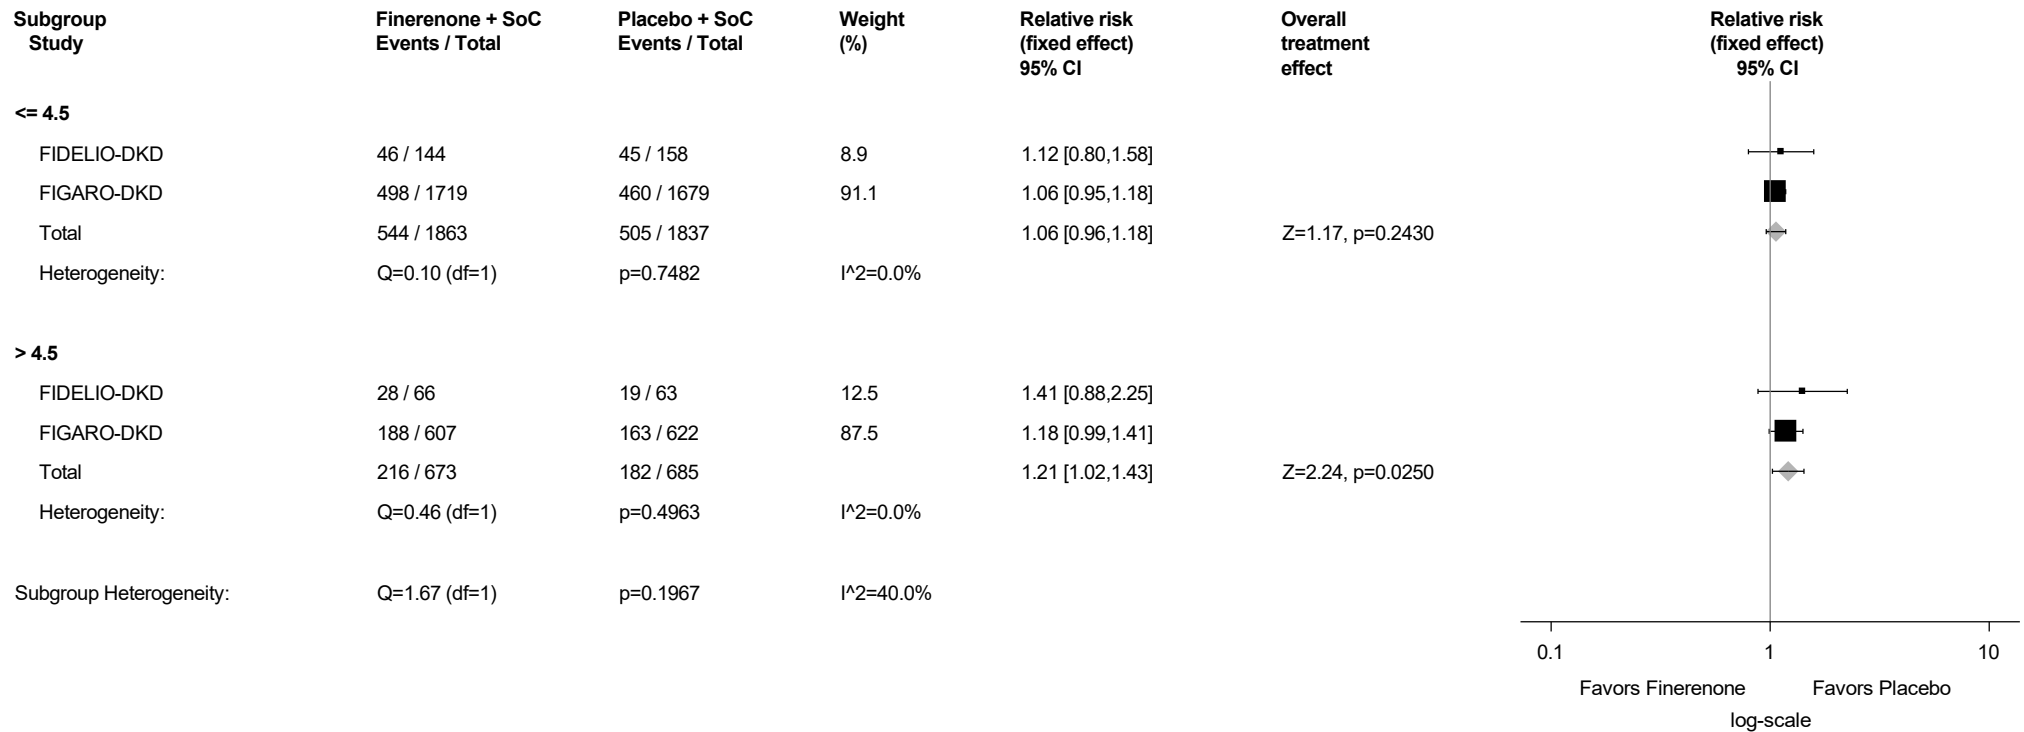 Subgroup Finerenone + SoC Placebo + SoC Weight Relative risk Overall Relative risk
Study Events / Total Events / Total (%) (fixed effect) treatment (fixed effect)
95% CI effect 95% CI
<= 4.5
FIDELIO-DKD 46 / 144 45 / 158 8.9 1.12 [0.80,1.58]
FIGARO-DKD 498 / 1719 460 / 1679 91.1 1.06 [0.95,1.18]
Total 544 / 1863 505 / 1837 1.06 [0.96,1.18] Z=1.17, p=0.2430
Heterogeneity: Q=0.10 (df=1) p=0.7482 I^2=0.0%
> 4.5
FIDELIO-DKD 28 / 66 19 / 63 12.5 1.41 [0.88,2.25]
FIGARO-DKD 188 / 607 163 / 622 87.5 1.18 [0.99,1.41]
Total 216 / 673 182 / 685 1.21 [1.02,1.43] Z=2.24, p=0.0250
Heterogeneity: Q=0.46 (df=1) p=0.4963 I^2=0.0%
Subgroup Heterogeneity: Q=1.67 (df=1) p=0.1967 I^2=40.0%
0.1 1 10
Favors Finerenone Favors Placebo
log-scale